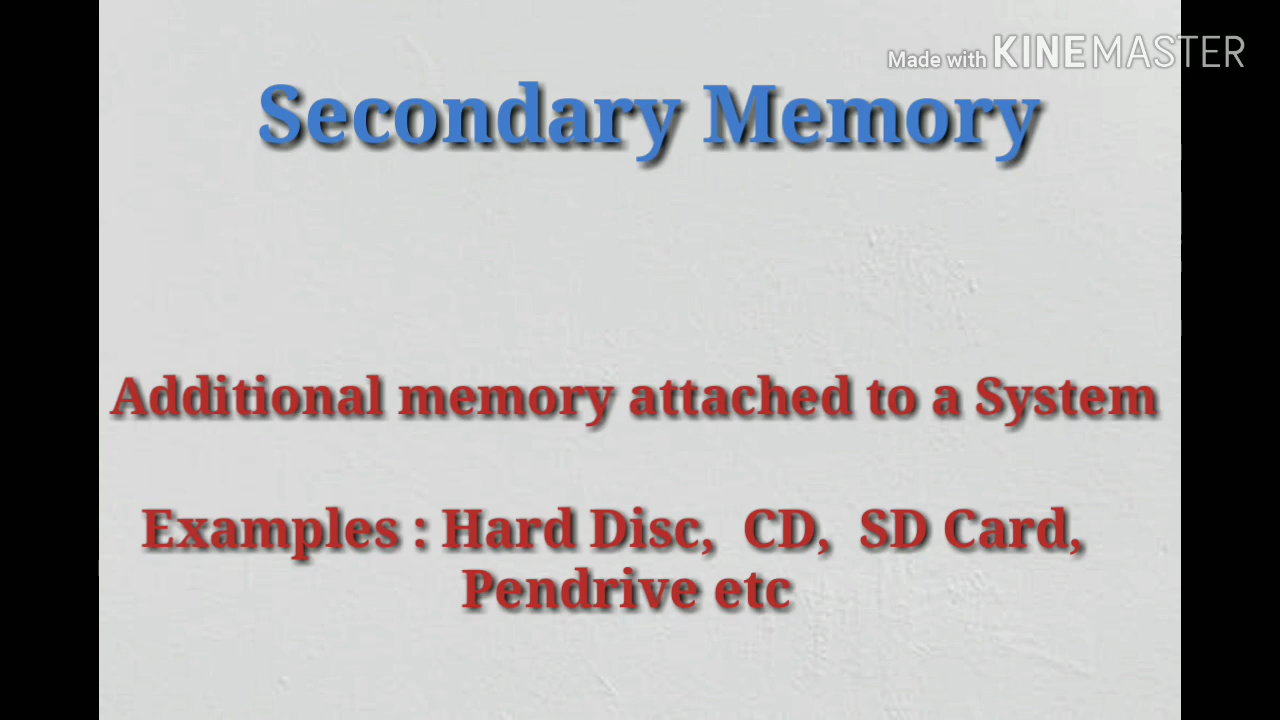 Made with KINEMASTER
Secondary Memory
Additional memory attached to a System
Examples : Hard Disc, CD, SD Card,
Pendrive etc